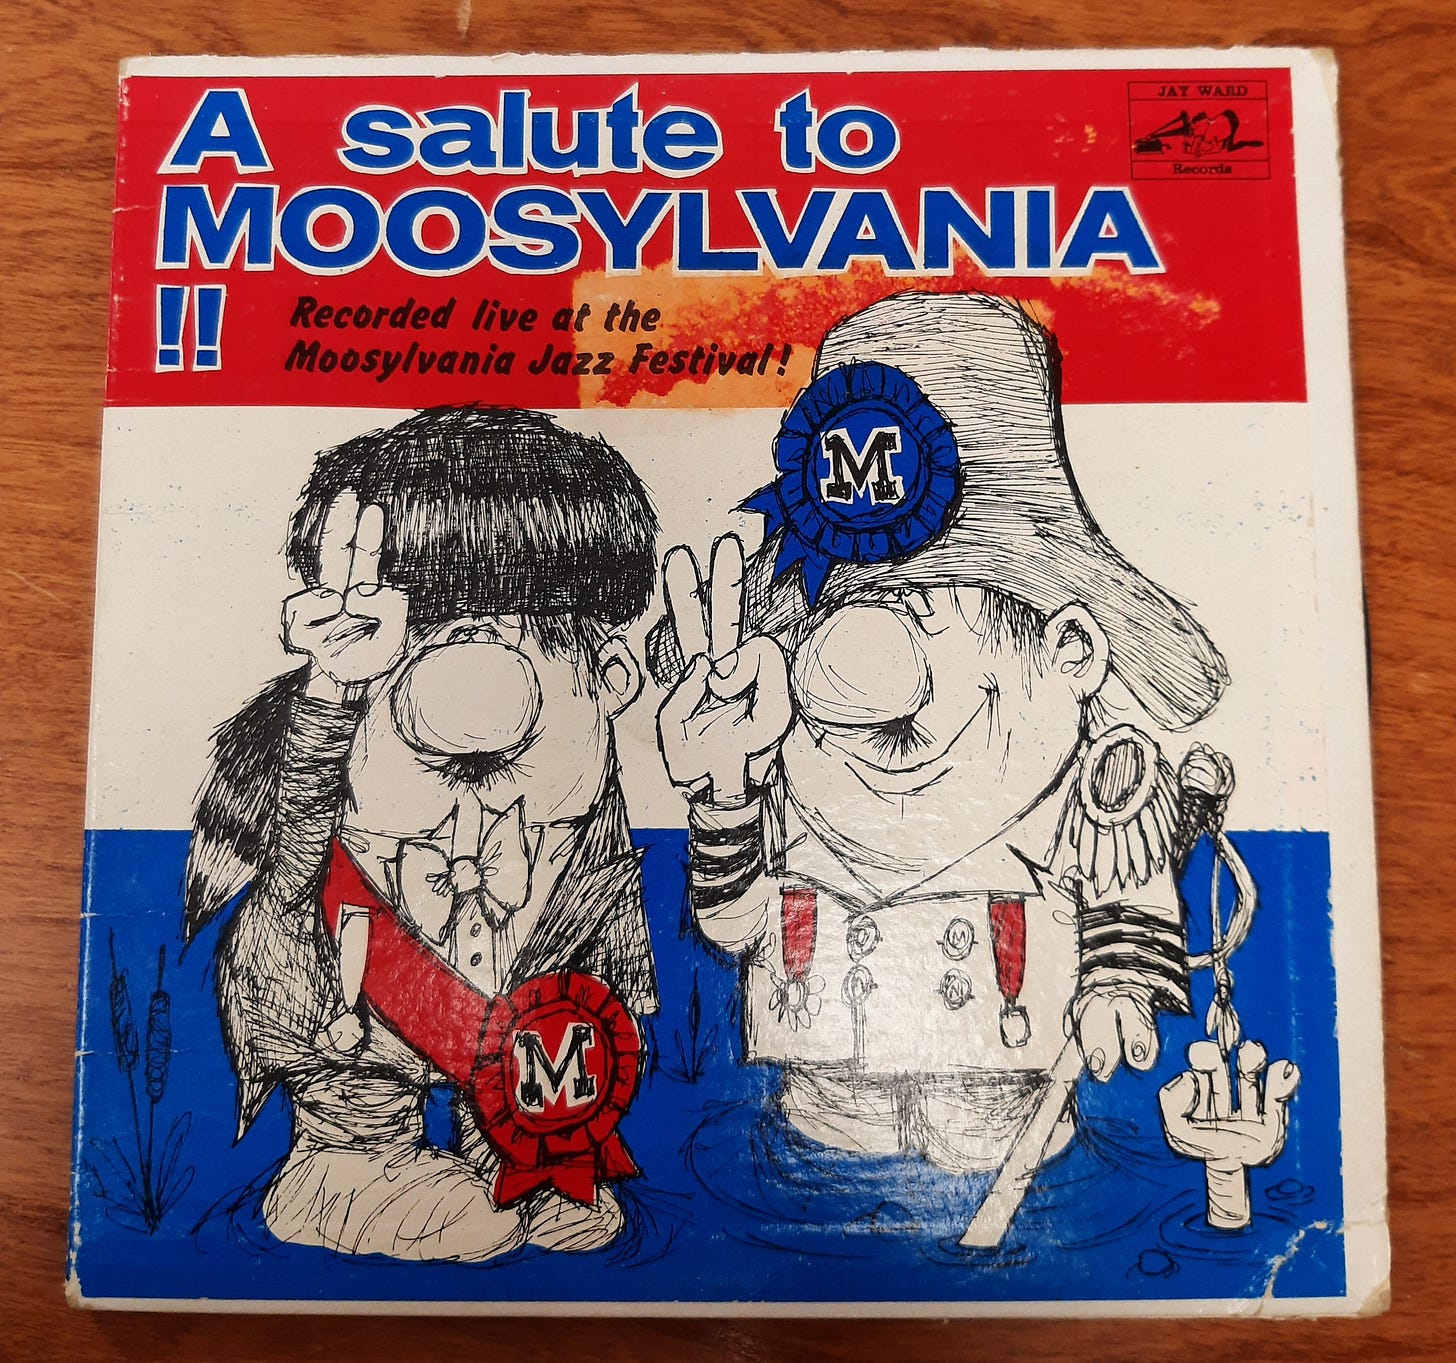 A salute to
MOOSYLVANIA
!!
Recorded live at the
Moosylvania Jazz Festival!
JAY WARD
Records
M
M
M
M